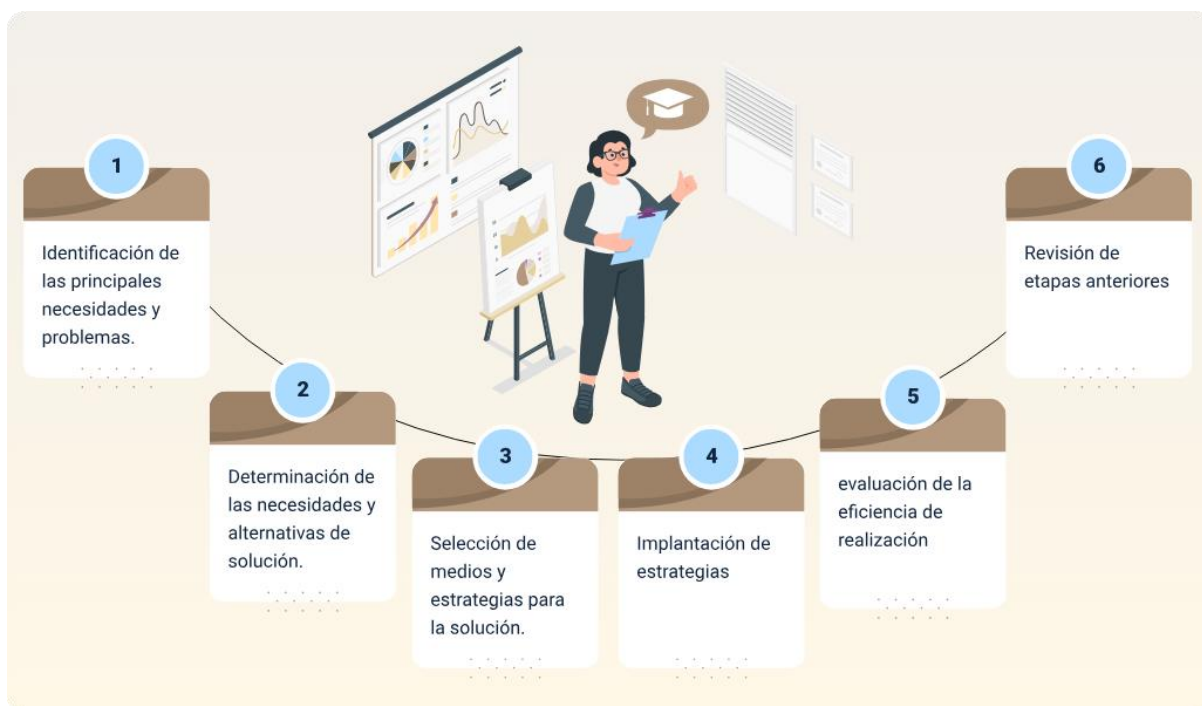 1
Identificación de
las principales
necesidades y
problemas.
2
Determinación de
las necesidades y
alternativas de
solución.
3
Selección de
medios y
estrategias para
la solución.
4
Implantación de
estrategias
5
evaluación de la
eficiencia de
realización
6
Revisión de
etapas anteriores